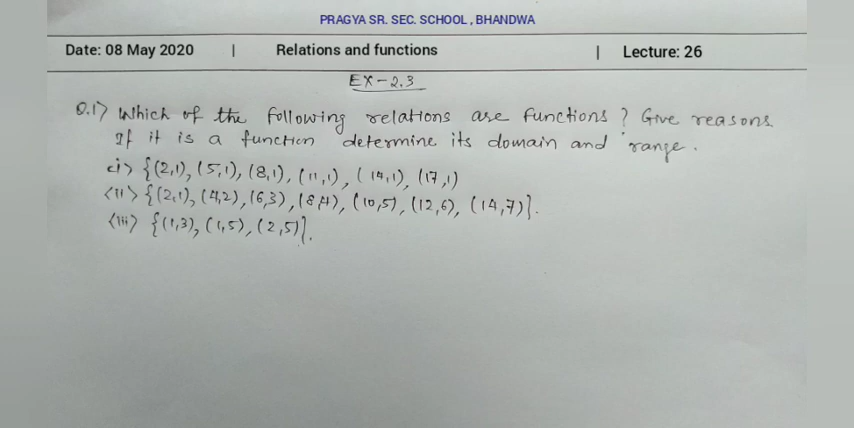 PRAGYA SR. SEC. SCHOOL , BHANDWA
Date: 08 May 2020 | Relations and functions | Lecture: 26
EX-2.3
Q.1> Which of the following relations are functions ? Give reasons
If it is a function determine its domain and range.
<i> {(2,1), (5,1), (8,1), (11,1), (14,1), (17,1)
<ii> {(2,1), (4,2), (6,3), (8,4), (10,5), (12,6), (14,7)}.
<iii> {(1,3), (1,5), (2,5)}.